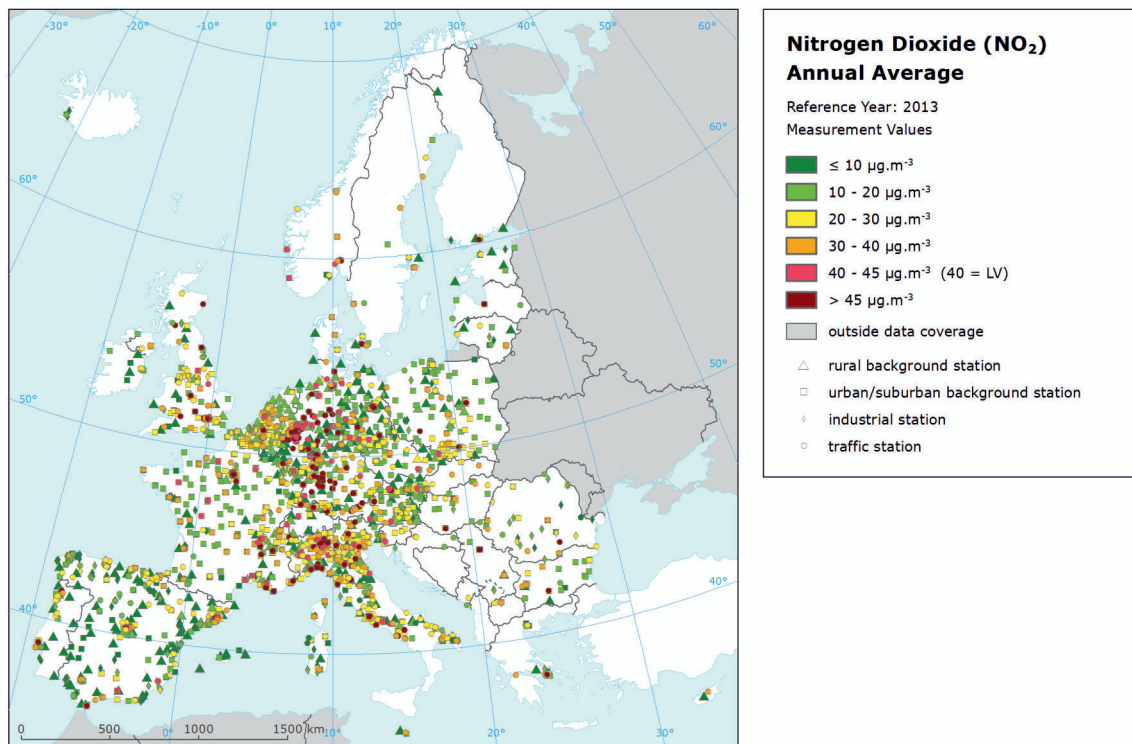 -30° -20° -10° 0° 10° 20° 30° 40° 50° 60°
60°
60°
50°
50°
40°
40°
0 500 1000 1500 km
0° 10° 20° 30°
Nitrogen Dioxide (NO₂)
Annual Average
Reference Year: 2013
Measurement Values
≤ 10 µg.m⁻³
10 - 20 µg.m⁻³
20 - 30 µg.m⁻³
30 - 40 µg.m⁻³
40 - 45 µg.m⁻³ (40 = LV)
> 45 µg.m⁻³
outside data coverage
rural background station
urban/suburban background station
industrial station
traffic station